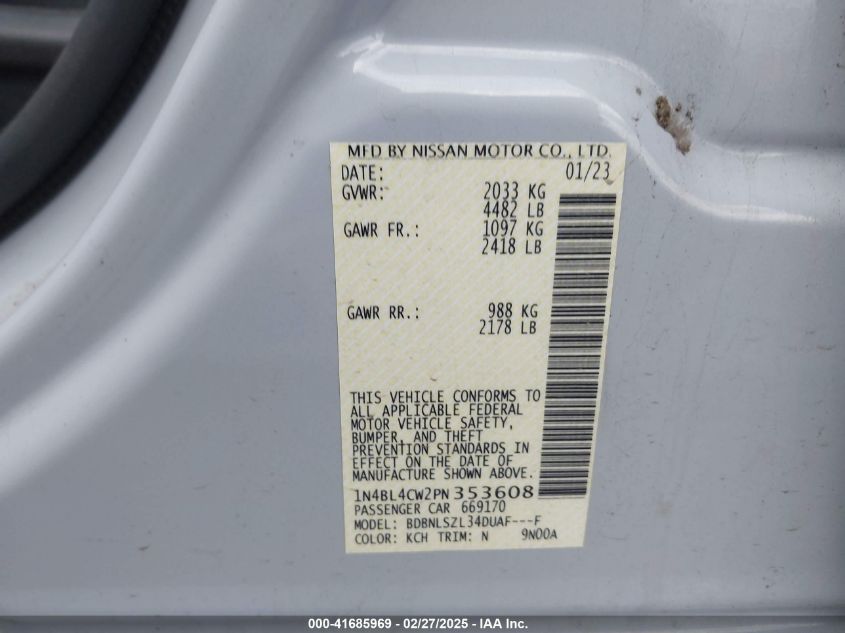 MFD BY NISSAN MOTOR CO., LTD.
DATE: 01/23
GVWR: 2033 KG
4482 LB
GAWR FR.: 1097 KG
2418 LB
GAWR RR.: 988 KG
2178 LB
THIS VEHICLE CONFORMS TO
ALL APPLICABLE FEDERAL
MOTOR VEHICLE SAFETY,
BUMPER, AND THEFT
PREVENTION STANDARDS IN
EFFECT ON THE DATE OF
MANUFACTURE SHOWN ABOVE.
1N4BL4CW2PN353608
PASSENGER CAR 669170
MODEL: BDBNLSZL34DUAF---F
COLOR: KCH TRIM: N 9N00A
000-41685969 - 02/27/2025 - IAA Inc.